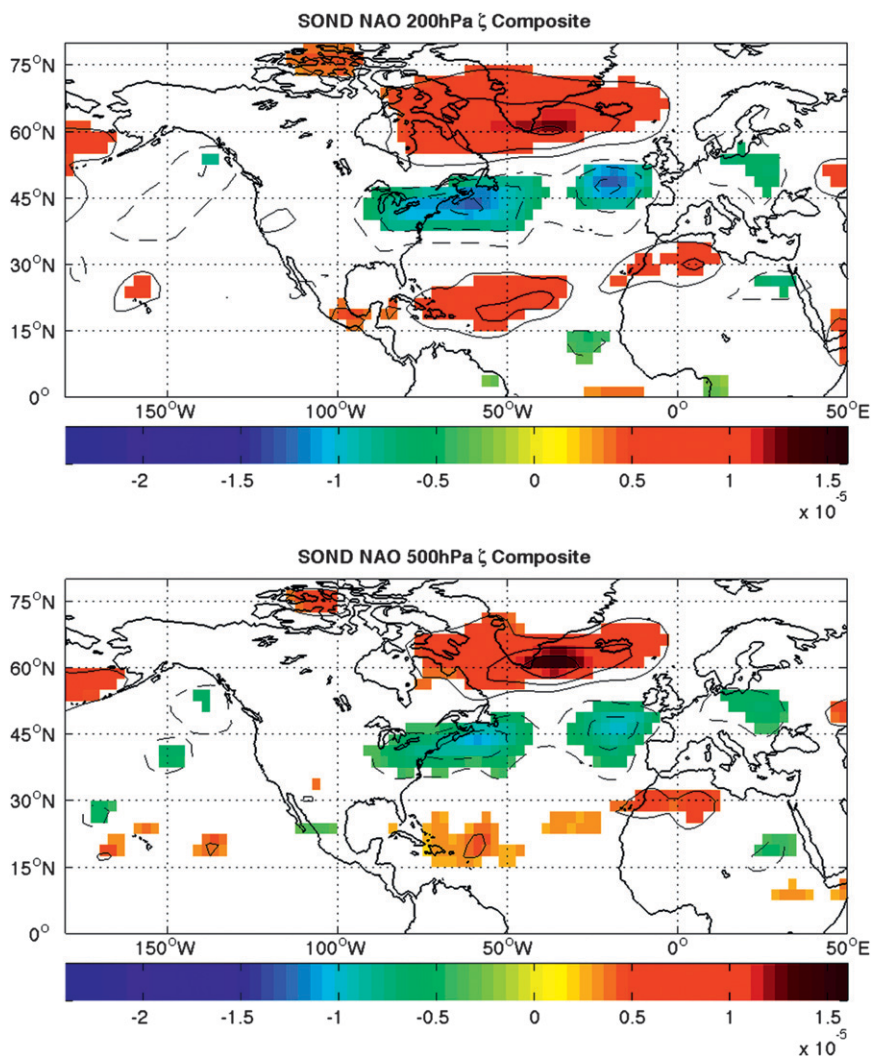 SOND NAO 200hPa ζ Composite
75°N
60°N
45°N
30°N
15°N
0°
150°W 100°W 50°W 0° 50°E
-2 -1.5 -1 -0.5 0 0.5 1 1.5
x 10⁻⁵
SOND NAO 500hPa ζ Composite
75°N
60°N
45°N
30°N
15°N
0°
150°W 100°W 50°W 0° 50°E
-2 -1.5 -1 -0.5 0 0.5 1 1.5
x 10⁻⁵